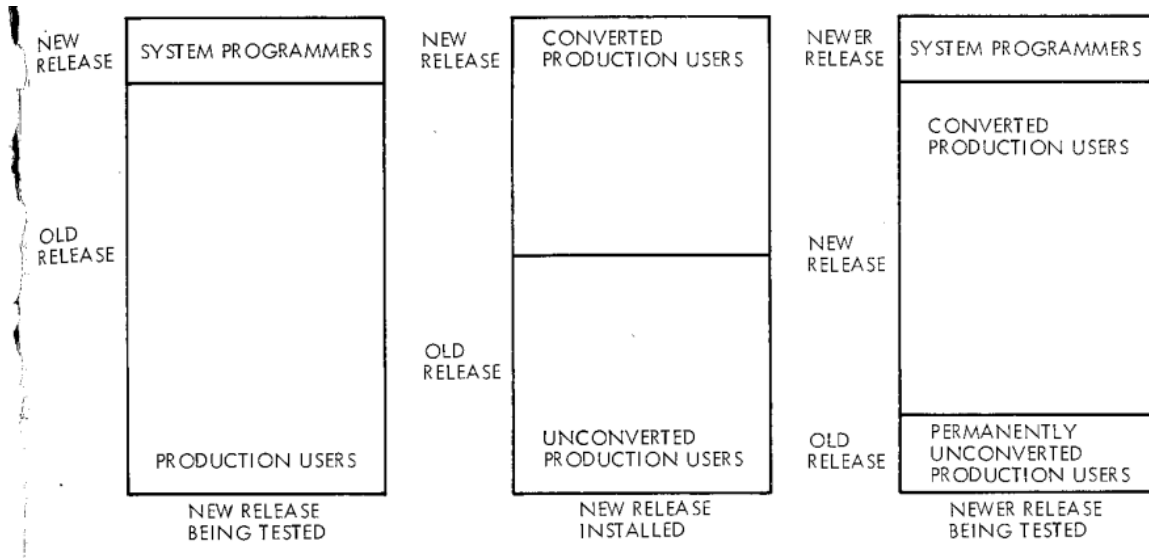 NEW
RELEASE
SYSTEM PROGRAMMERS
OLD
RELEASE
PRODUCTION USERS
NEW RELEASE
BEING TESTED
NEW
RELEASE
CONVERTED
PRODUCTION USERS
OLD
RELEASE
UNCONVERTED
PRODUCTION USERS
NEW RELEASE
INSTALLED
NEWER
RELEASE
SYSTEM PROGRAMMERS
CONVERTED
PRODUCTION USERS
NEW
RELEASE
OLD
RELEASE
PERMANENTLY
UNCONVERTED
PRODUCTION USERS
NEWER RELEASE
BEING TESTED